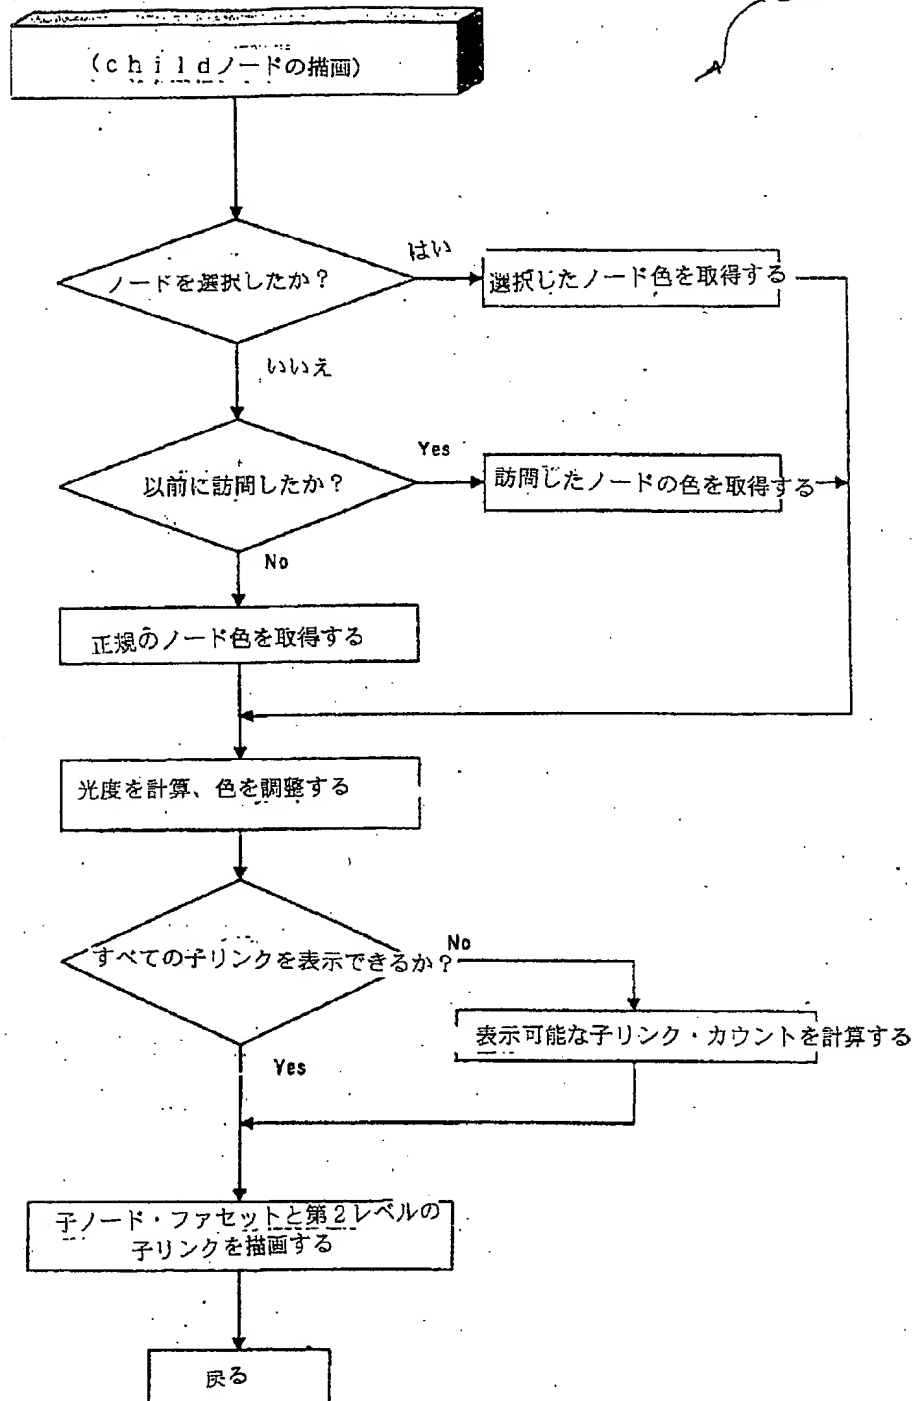 (childノードの描画)
はい
ノードを選択したか?
選択したノード色を取得する
いいえ
Yes
以前に訪問したか?
訪問したノードの色を取得する
No
正規のノード色を取得する
光度を計算、色を調整する
No
すべての子リンクを表示できるか?
表示可能な子リンク・カウントを計算する
Yes
子ノード・ファセットと第2レベルの
子リンクを描画する
戻る